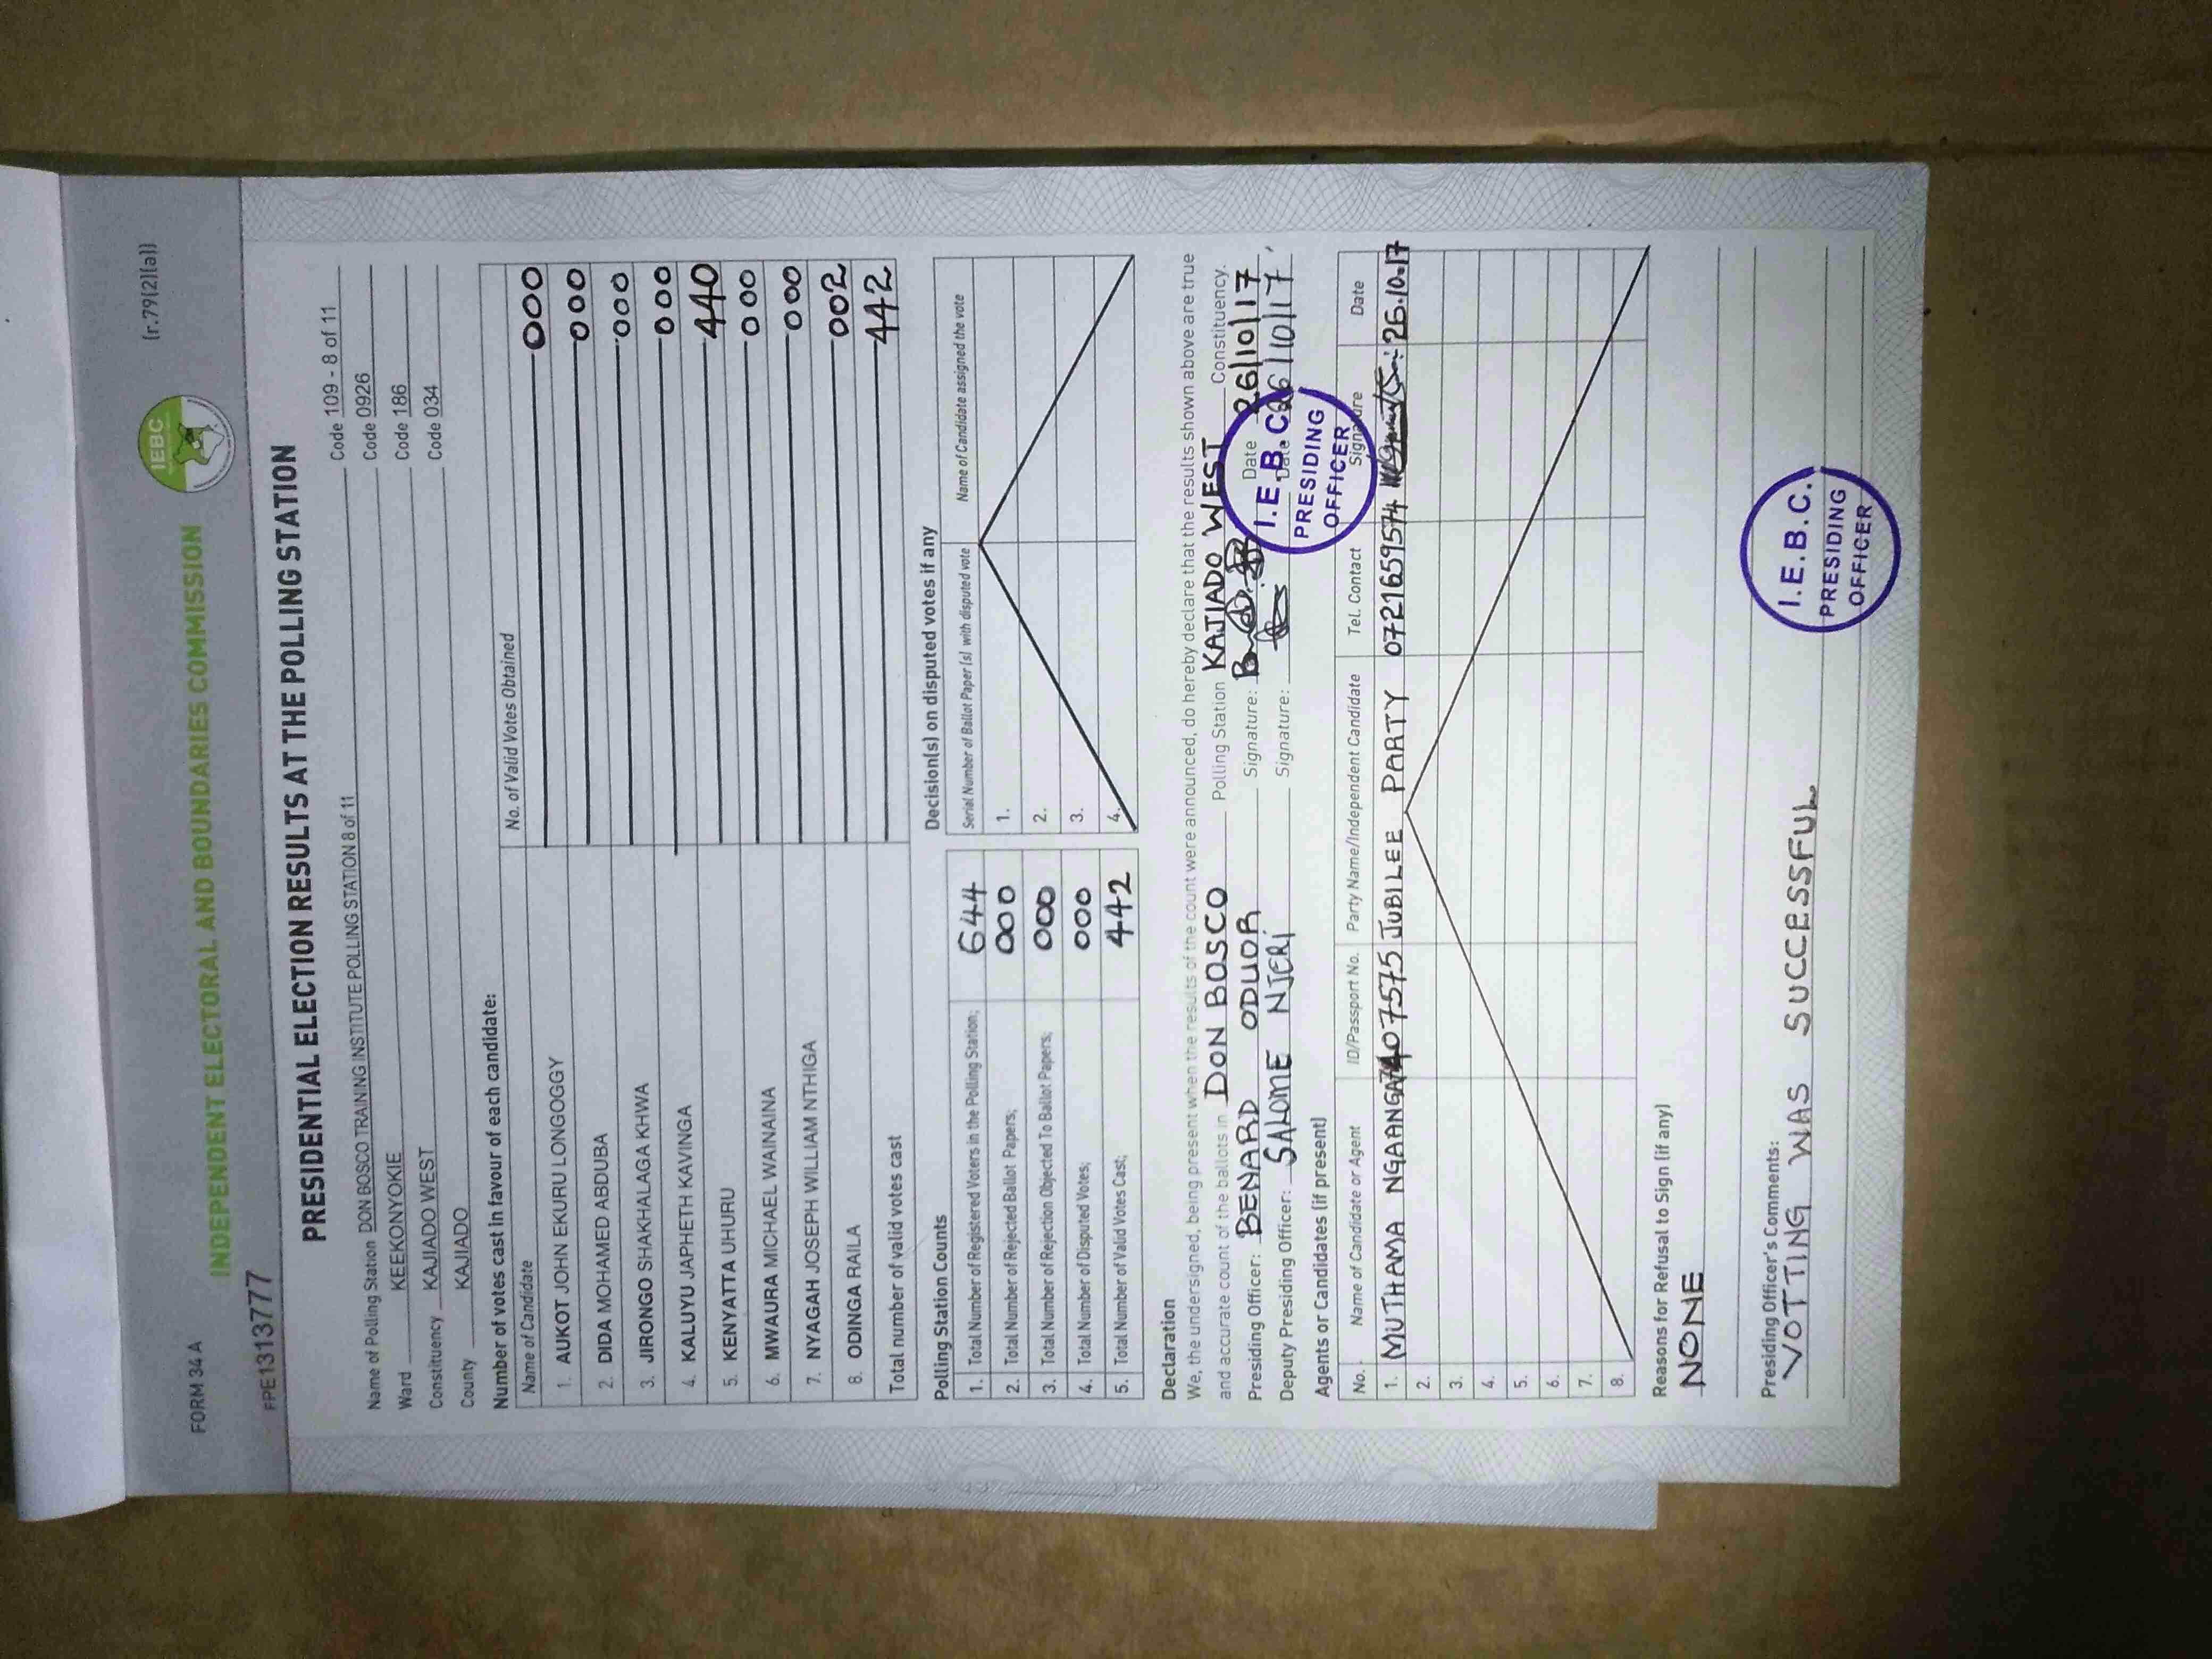 FORM 34 A
(r.79(2)(a))
INDEPENDENT ELECTORAL AND BOUNDARIES COMMISSION
IEBC
FPE1313777
PRESIDENTIAL ELECTION RESULTS AT THE POLLING STATION
Name of Polling Station DON BOSCO TRAINING INSTITUTE POLLING STATION 8 of 11 Code 109 - 8 of 11
Ward KEEKONYOKIE Code 0926
Constituency KAJIADO WEST Code 186
County KAJIADO Code 034
Number of votes cast in favour of each candidate:
Name of Candidate No. of Valid Votes Obtained
1. AUKOT JOHN EKURU LONGOGGY 000
2. DIDA MOHAMED ABDUBA 000
3. JIRONGO SHAKHALAGA KHWA 000
4. KALUYU JAPHETH KAVINGA 000
5. KENYATTA UHURU 440
6. MWAURA MICHAEL WAINAINA 000
7. NYAGAH JOSEPH WILLIAM NTHIGA 000
8. ODINGA RAILA 002
Total number of valid votes cast 442
Polling Station Counts
1. Total Number of Registered Voters in the Polling Station; 644
2. Total Number of Rejected Ballot Papers; 000
3. Total Number of Rejection Objected To Ballot Papers; 000
4. Total Number of Disputed Votes; 000
5. Total Number of Valid Votes Cast; 442
Decision(s) on disputed votes if any
Serial Number of Ballot Paper(s) with disputed vote Name of Candidate assigned the vote
1.
2.
3.
4.
Declaration
We, the undersigned, being present when the results of the count were announced, do hereby declare that the results shown above are true
and accurate count of the ballots in DON BOSCO Polling Station KAJIADO WEST Constituency.
Presiding Officer: BENARD ODUOR Signature: Date 26/10/17
Deputy Presiding Officer: SALOME NJERI Signature: Date 26/10/17
I.E.B.C.
PRESIDING
OFFICER
Agents or Candidates (if present)
No. Name of Candidate or Agent ID/Passport No. Party Name/Independent Candidate Tel. Contact Signature Date
1. MUTHAMA NGAANGA 7407575 JUBILEE PARTY 0721659574 26.10.17
2.
3.
4.
5.
6.
7.
8.
Reasons for Refusal to Sign (if any)
NONE
Presiding Officer's Comments:
VOTTING WAS SUCCESSFUL
I.E.B.C.
PRESIDING
OFFICER